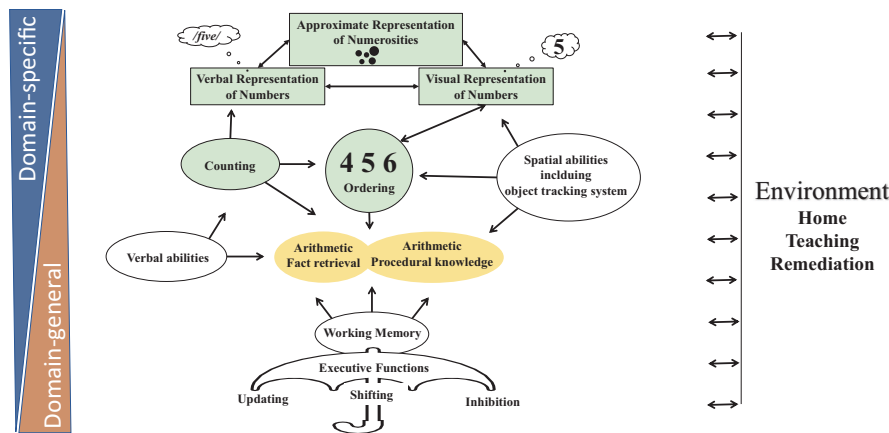 Domain-specific
Domain-general
Approximate Representation
of Numerosities
/five/
5
Verbal Representation
of Numbers
Visual Representation
of Numbers
Counting
4 5 6
Ordering
Spatial abilities
inclduing
object tracking system
Verbal abilities
Arithmetic
Fact retrieval
Arithmetic
Procedural knowledge
Working Memory
Executive Functions
Updating
Shifting
Inhibition
Environment
Home
Teaching
Remediation